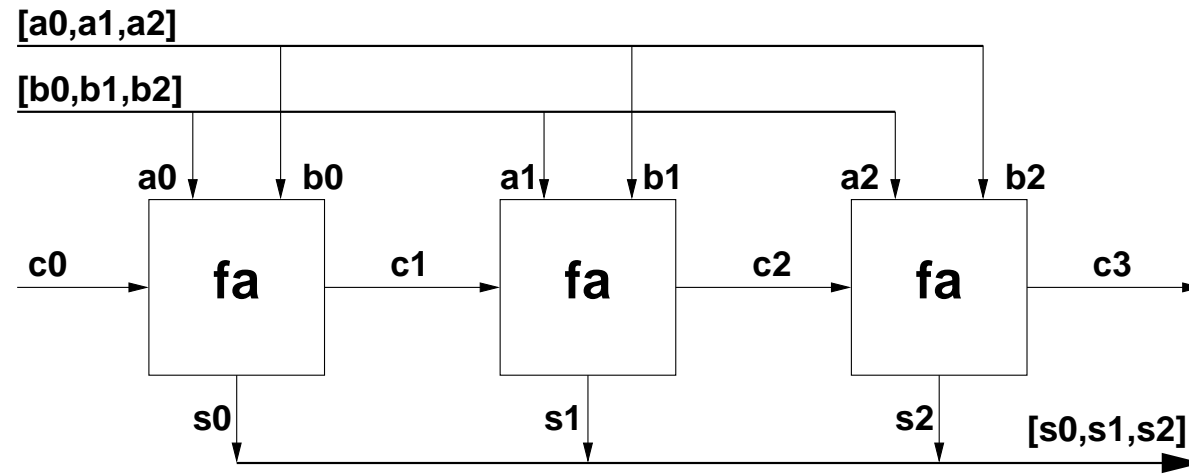 [a0,a1,a2]
[b0,b1,b2]
a0 b0 a1 b1 a2 b2
c0 fa c1 fa c2 fa c3
s0 s1 s2 [s0,s1,s2]